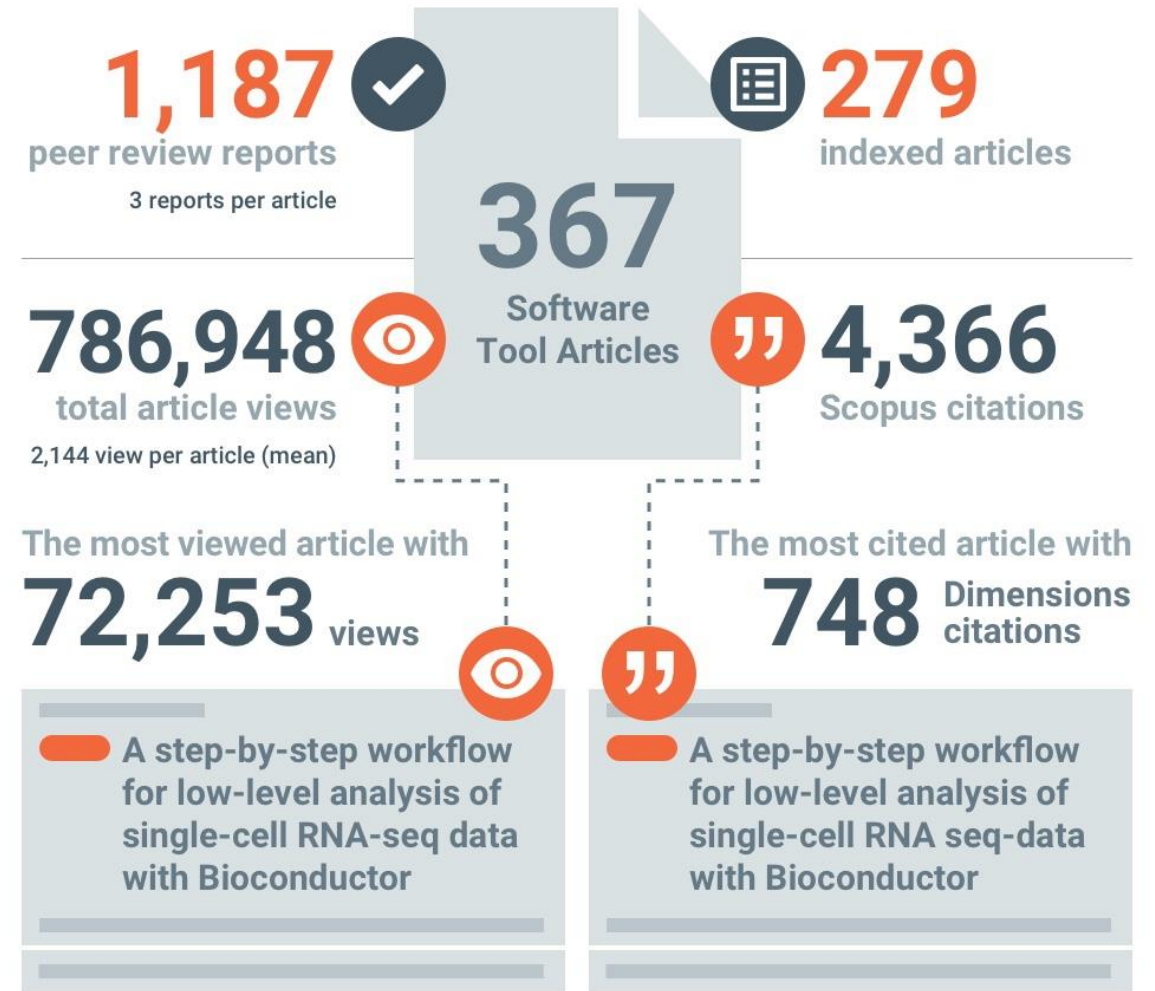 1,187
peer review reports
3 reports per article
279
indexed articles
367
Software
Tool Articles
786,948
total article views
2,144 view per article (mean)
4,366
Scopus citations
The most viewed article with
72,253 views
The most cited article with
748 Dimensions
citations
A step-by-step workflow
for low-level analysis of
single-cell RNA-seq data
with Bioconductor
A step-by-step workflow
for low-level analysis of
single-cell RNA seq-data
with Bioconductor